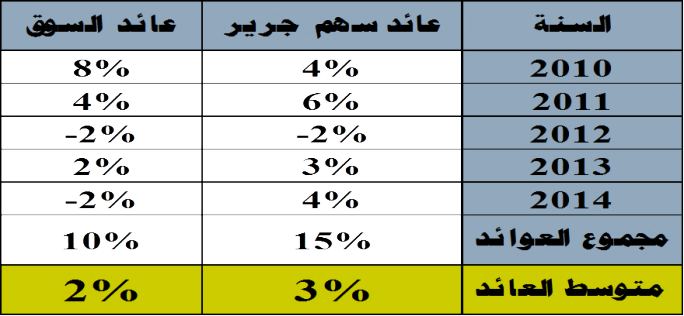 السنة عائد سهم جرير عائد السوق
2010 4% 8%
2011 6% 4%
2012 -2% -2%
2013 3% 2%
2014 4% -2%
مجموع العوائد 15% 10%
متوسط العائد 3% 2%